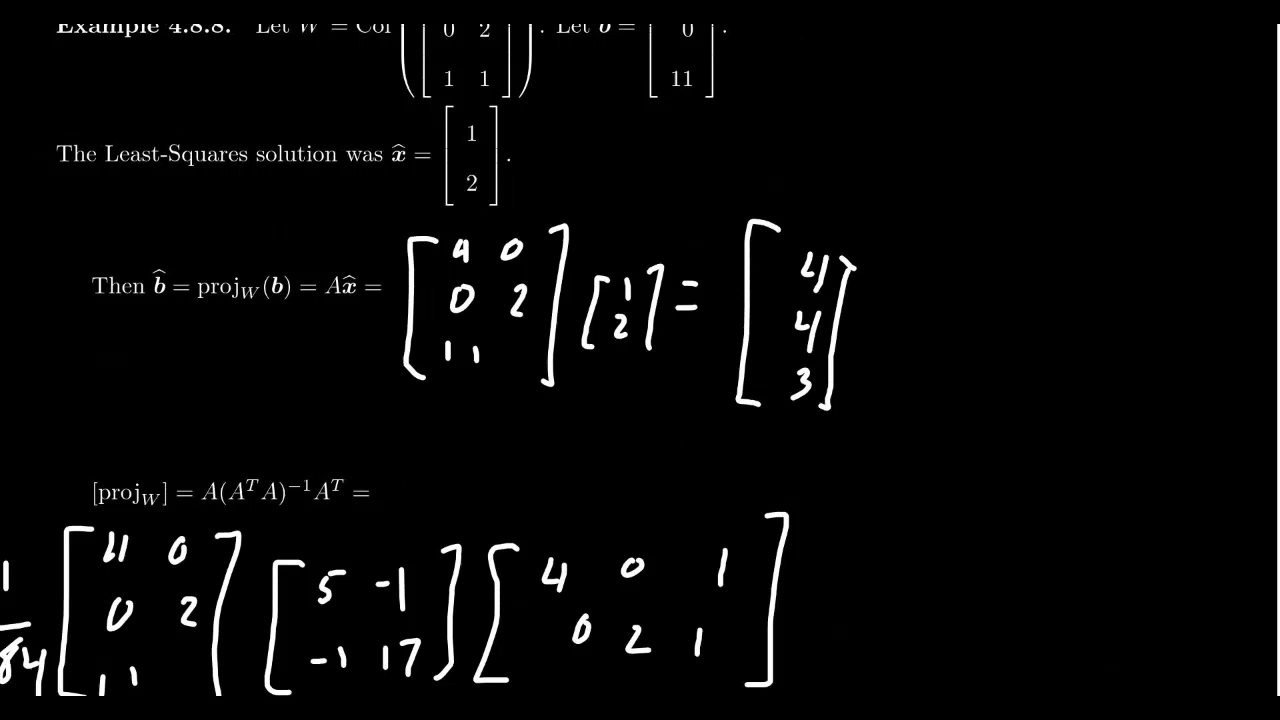 Example 4.8.8. Let W = Col ( [ 0 2 ; 1 1 ] ) . Let b = [ 0 ; 11 ] .
The Least-Squares solution was x̂ = [ 1 ; 2 ] .
Then b̂ = proj_W(b) = Ax̂ = [ 4 0 ; 0 2 ; 1 1 ] [ 1 ; 2 ] = [ 4 ; 4 ; 3 ]
[proj_W] = A(A^T A)^{-1} A^T =
1/84 [ 4 0 ; 0 2 ; 1 1 ] [ 5 -1 ; -1 17 ] [ 4 0 1 ; 0 2 1 ]